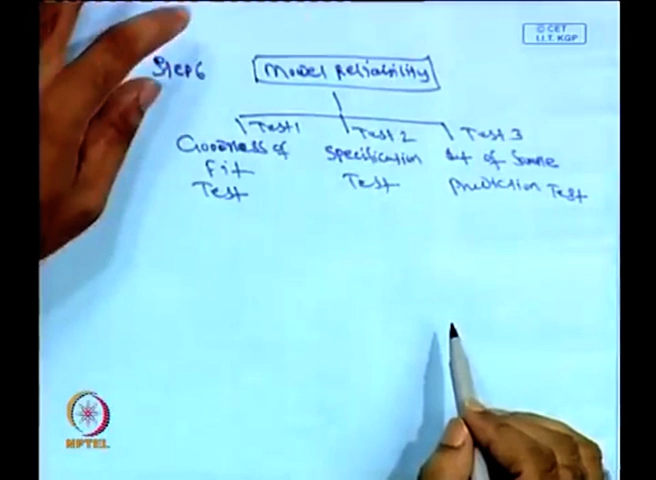 © CET
I.I.T. KGP
Step 6
Model Reliability
Test 1
Goodness of
Fit
Test
Test 2
Specification
Test
Test 3
out of Sample
prediction Test
NPTEL